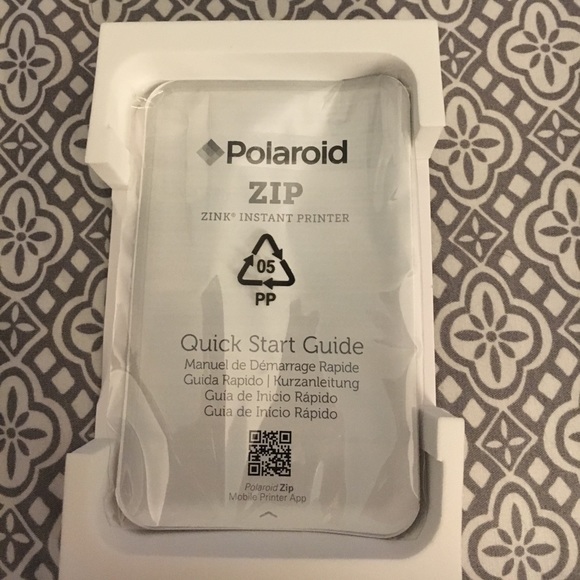 Polaroid
ZIP
ZINK® INSTANT PRINTER
05
PP
Quick Start Guide
Manuel de Démarrage Rapide
Guida Rapido | Kurzanleitung
Guía de Inicio Rápido
Guia de Início Rápido
Polaroid Zip
Mobile Printer App